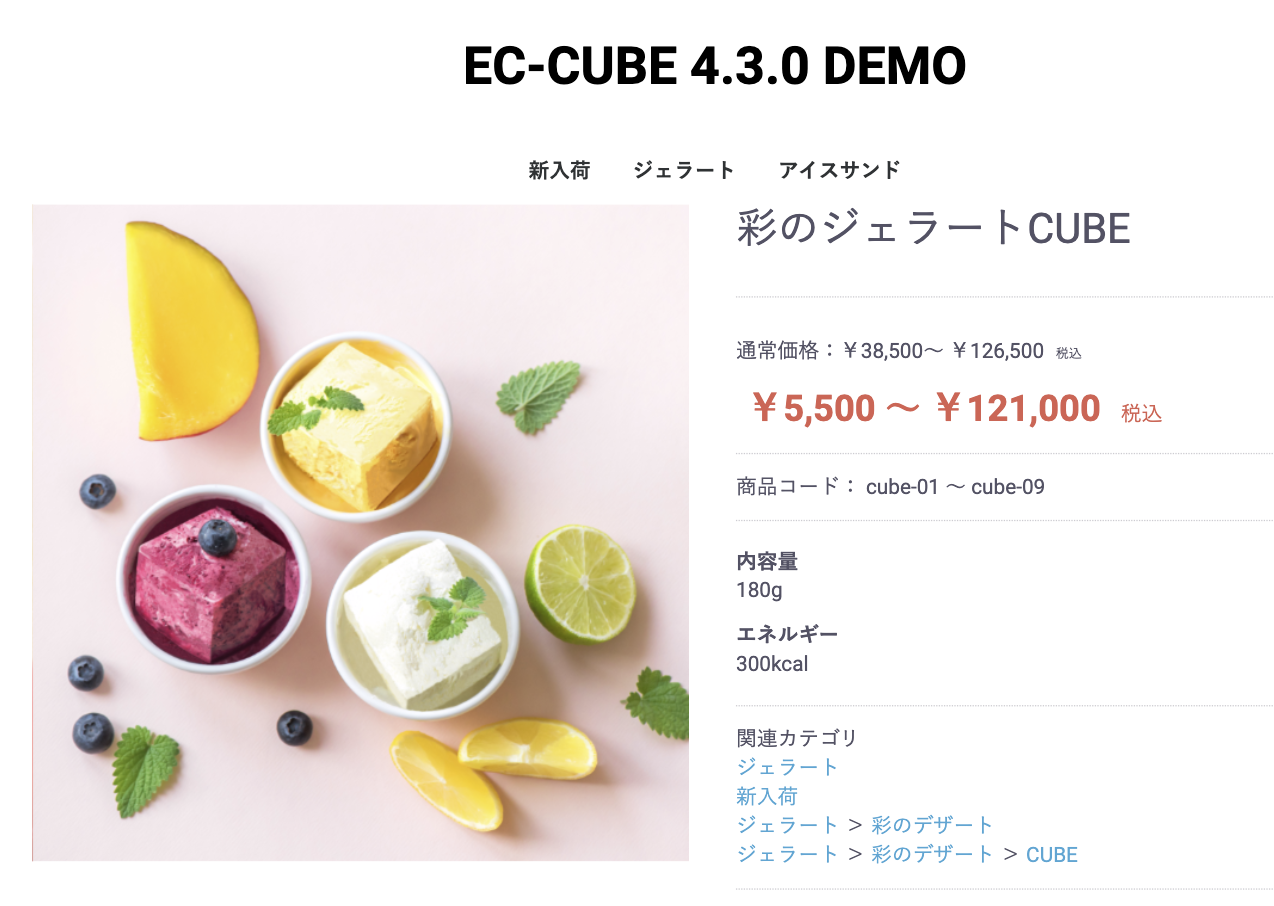 EC-CUBE 4.3.0 DEMO
新入荷 ジェラート アイスサンド
彩のジェラートCUBE
通常価格：￥38,500～ ￥126,500 税込
￥5,500 ～ ￥121,000 税込
商品コード： cube-01 ～ cube-09
内容量
180g
エネルギー
300kcal
関連カテゴリ
ジェラート
新入荷
ジェラート ＞ 彩のデザート
ジェラート ＞ 彩のデザート ＞ CUBE